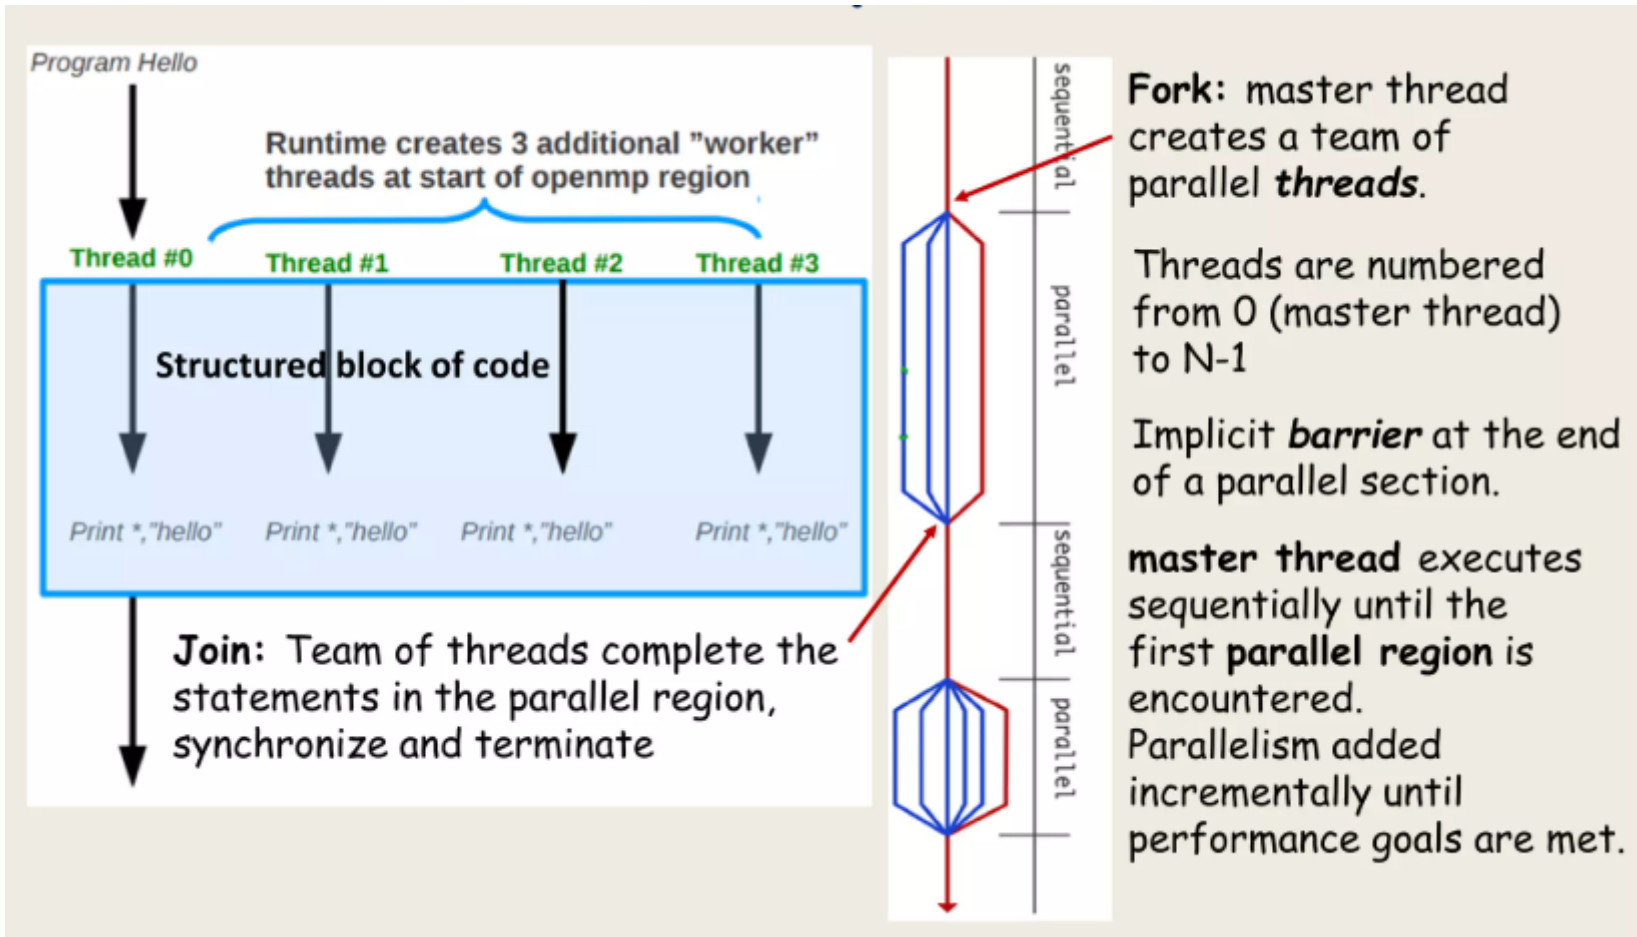 Program Hello
Runtime creates 3 additional ”worker”
threads at start of openmp region
Thread #0
Thread #1
Thread #2
Thread #3
Structured block of code
Print *,”hello”
Print *,”hello”
Print *,”hello”
Print *,”hello”
Join: Team of threads complete the
statements in the parallel region,
synchronize and terminate
sequential
parallel
sequential
parallel
Fork: master thread
creates a team of
parallel threads.
Threads are numbered
from 0 (master thread)
to N-1
Implicit barrier at the end
of a parallel section.
master thread executes
sequentially until the
first parallel region is
encountered.
Parallelism added
incrementally until
performance goals are met.